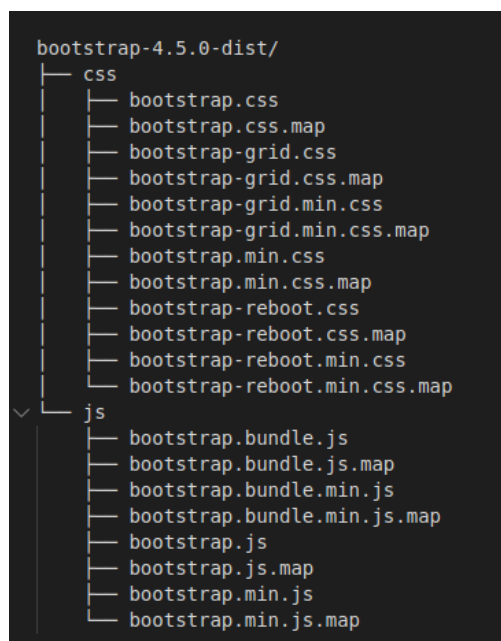 bootstrap-4.5.0-dist/
├── css
│   ├── bootstrap.css
│   ├── bootstrap.css.map
│   ├── bootstrap-grid.css
│   ├── bootstrap-grid.css.map
│   ├── bootstrap-grid.min.css
│   ├── bootstrap-grid.min.css.map
│   ├── bootstrap.min.css
│   ├── bootstrap.min.css.map
│   ├── bootstrap-reboot.css
│   ├── bootstrap-reboot.css.map
│   ├── bootstrap-reboot.min.css
│   └── bootstrap-reboot.min.css.map
└── js
    ├── bootstrap.bundle.js
    ├── bootstrap.bundle.js.map
    ├── bootstrap.bundle.min.js
    ├── bootstrap.bundle.min.js.map
    ├── bootstrap.js
    ├── bootstrap.js.map
    ├── bootstrap.min.js
    └── bootstrap.min.js.map